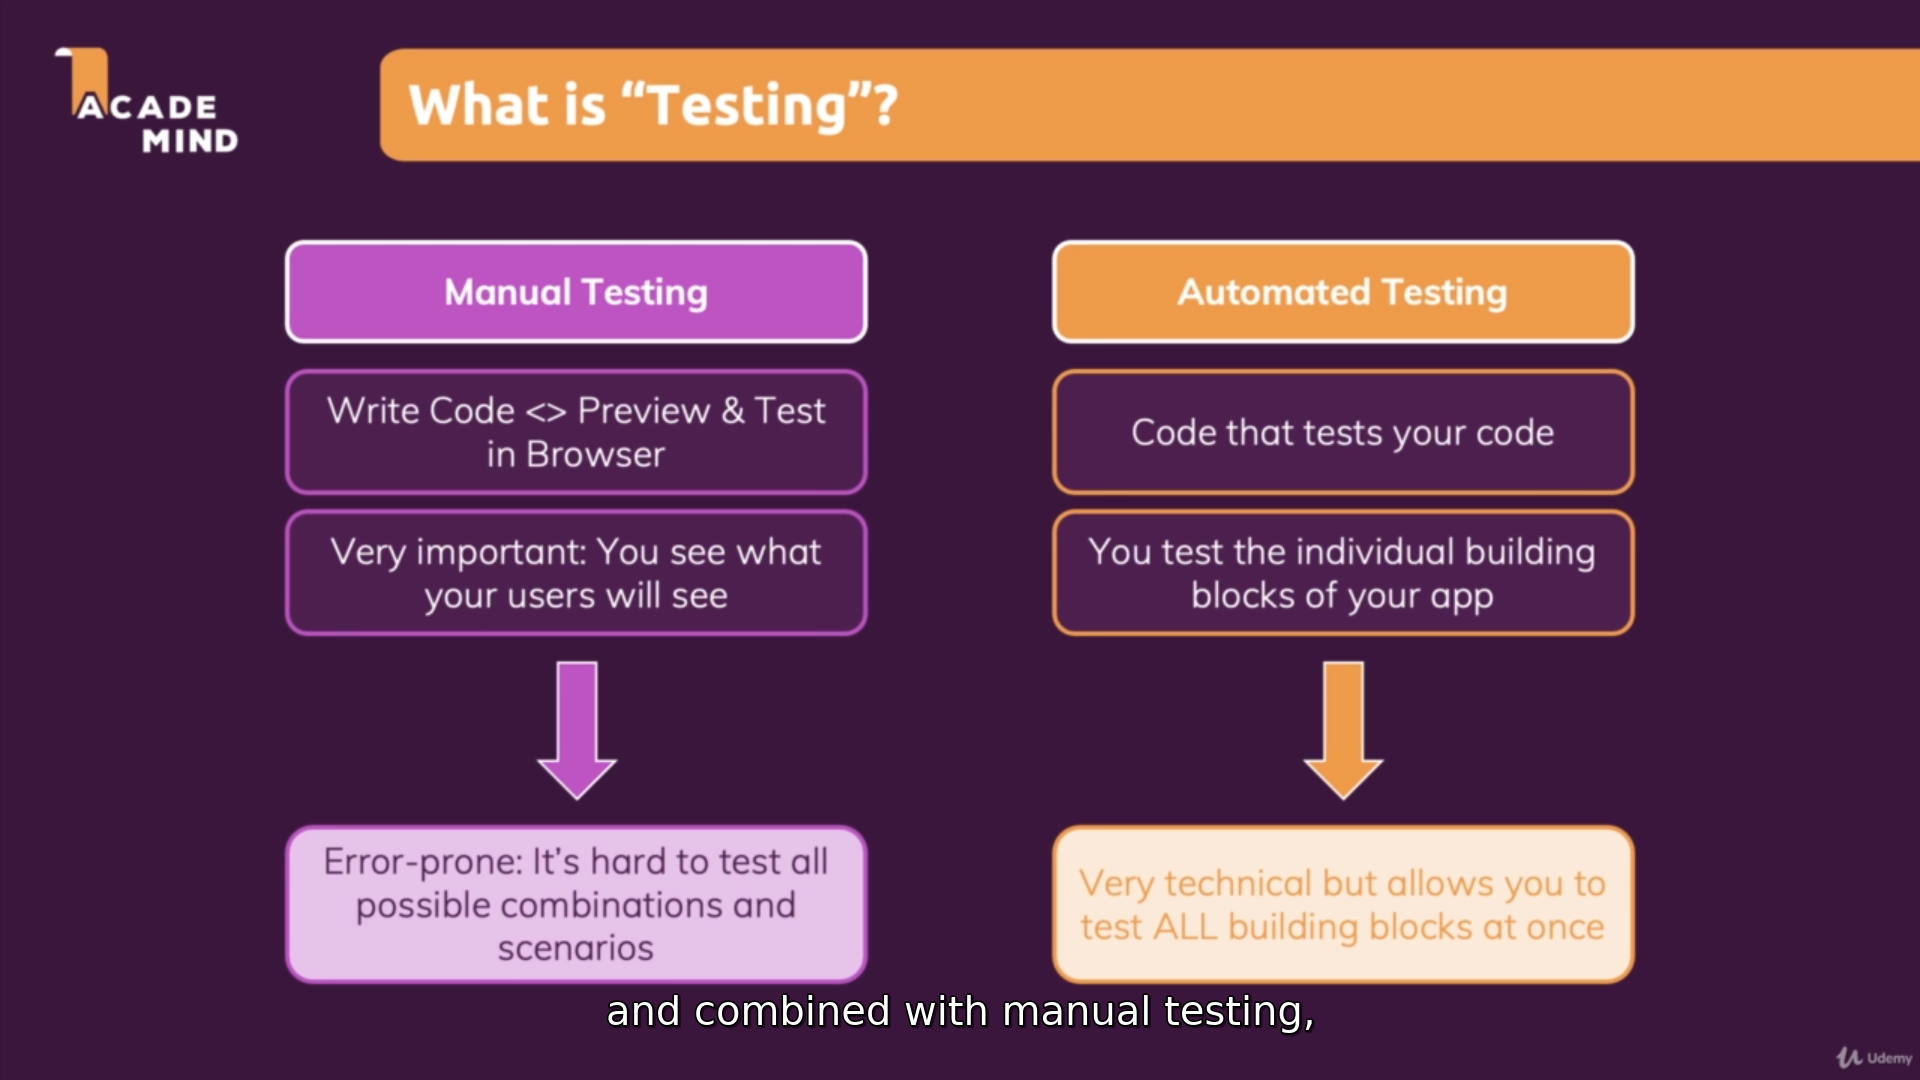 ACADE
MIND
What is “Testing”?
Manual Testing
Write Code <> Preview & Test
in Browser
Very important: You see what
your users will see
Error-prone: It’s hard to test all
possible combinations and
scenarios
Automated Testing
Code that tests your code
You test the individual building
blocks of your app
Very technical but allows you to
test ALL building blocks at once
and combined with manual testing,
Udemy